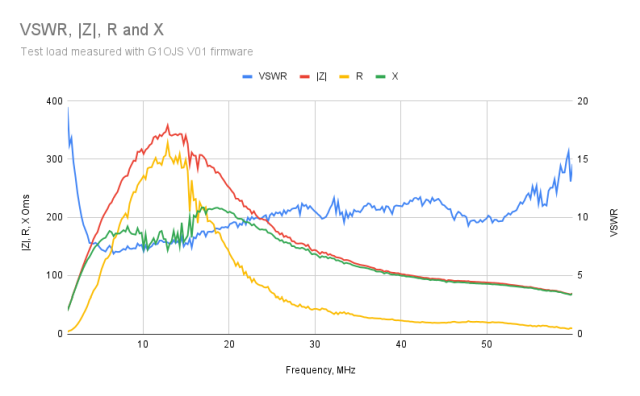 VSWR, |Z|, R and X
Test load measured with G1OJS V01 firmware
VSWR |Z| R X
400
300
200
100
0
|Z|, R, X Oms
20
15
10
5
0
VSWR
10 20 30 40 50
Frequency, MHz